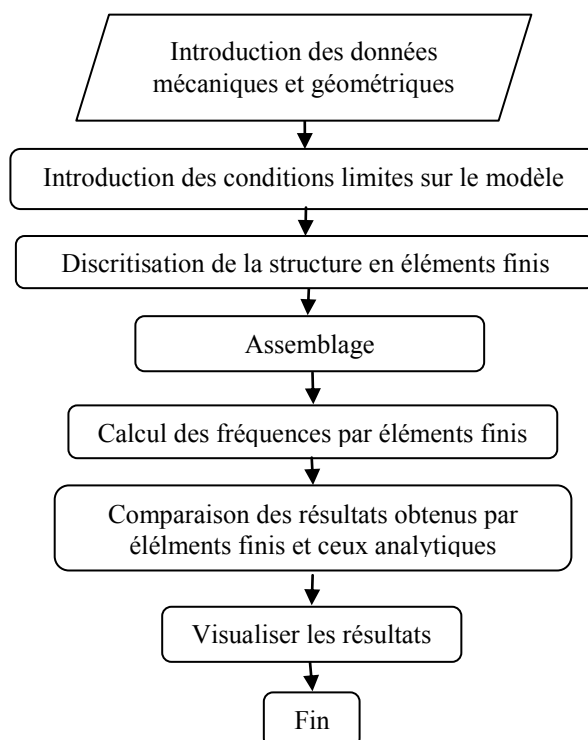 Introduction des données
mécaniques et géométriques
Introduction des conditions limites sur le modèle
Discritisation de la structure en éléments finis
Assemblage
Calcul des fréquences par éléments finis
Comparaison des résultats obtenus par
élélments finis et ceux analytiques
Visualiser les résultats
Fin